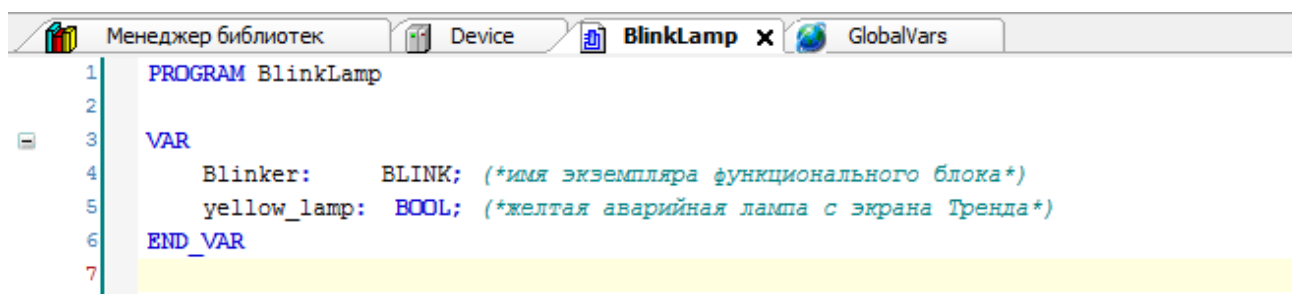 Менеджер библиотек Device BlinkLamp GlobalVars
1 PROGRAM BlinkLamp
2
3 VAR
4 Blinker: BLINK; (*имя экземпляра функционального блока*)
5 yellow_lamp: BOOL; (*желтая аварийная лампа с экрана Тренда*)
6 END_VAR
7